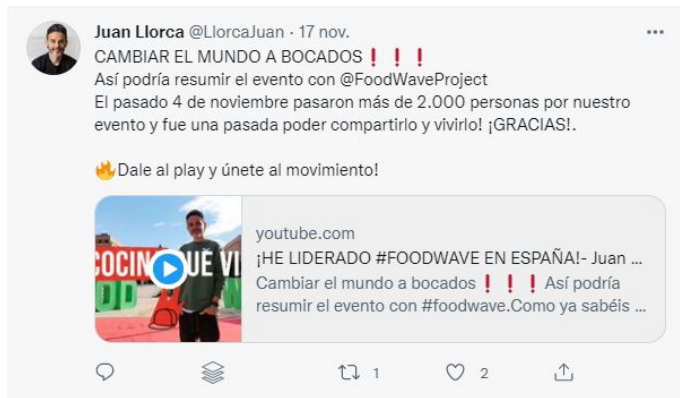 Juan Llorca @LlorcaJuan · 17 nov.
CAMBIAR EL MUNDO A BOCADOS❗❗❗
Así podría resumir el evento con @FoodWaveProject
El pasado 4 de noviembre pasaron más de 2.000 personas por nuestro
evento y fue una pasada poder compartirlo y vivirlo! ¡GRACIAS!.
🔥Dale al play y únete al movimiento!
COCIN UE VI
youtube.com
¡HE LIDERADO #FOODWAVE EN ESPAÑA!- Juan ...
Cambiar el mundo a bocados❗❗❗Así podría
resumir el evento con #foodwave.Como ya sabéis ...
1 2